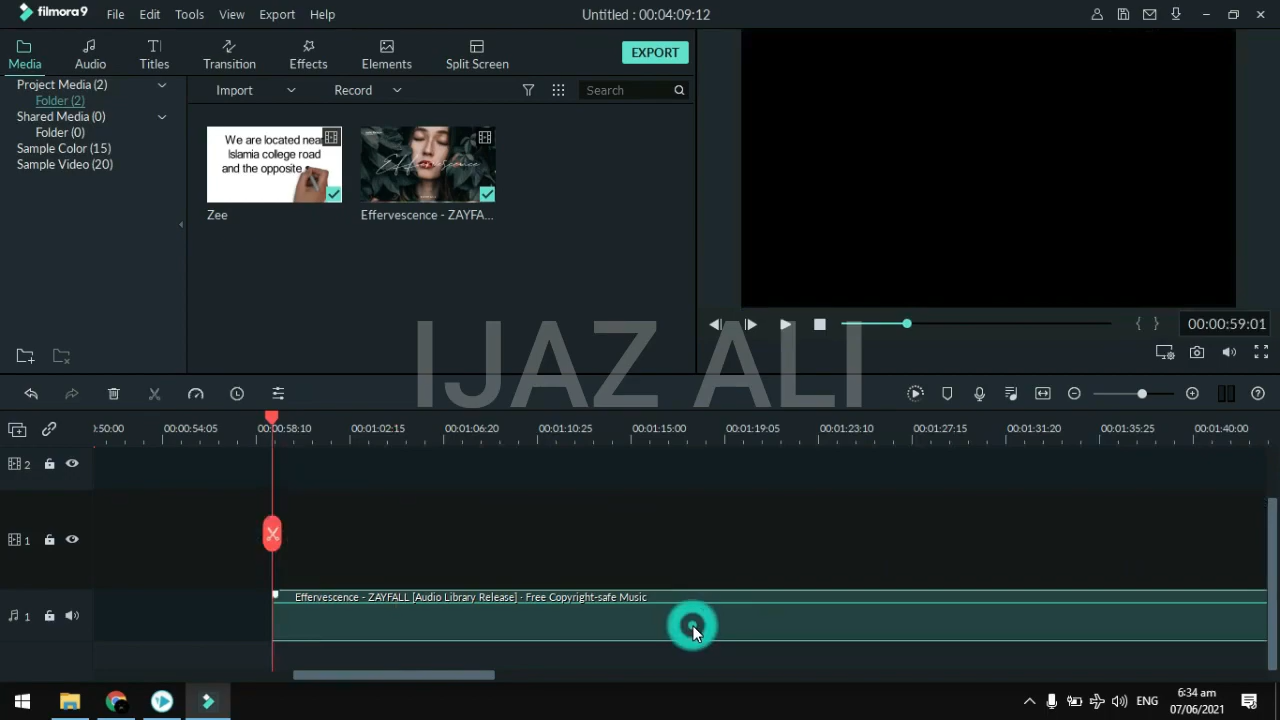 filmora9 File Edit Tools View Export Help Untitled : 00:04:09:12
Media Audio Titles Transition Effects Elements Split Screen EXPORT
Project Media (2)
Folder (2)
Shared Media (0)
Folder (0)
Sample Color (15)
Sample Video (20)
Import Record Search
We are located near
Islamia college road
and the opposite
Effervescence
Zee
Effervescence - ZAYFA...
{ } 00:00:59:01
IJAZ ALI
:50:00 00:00:54:05 00:00:58:10 00:01:02:15 00:01:06:20 00:01:10:25 00:01:15:00 00:01:19:05 00:01:23:10 00:01:27:15 00:01:31:20 00:01:35:25 00:01:40:00
2
1
Effervescence - ZAYFALL [Audio Library Release] · Free Copyright-safe Music
1
ENG
6:34 am
07/06/2021